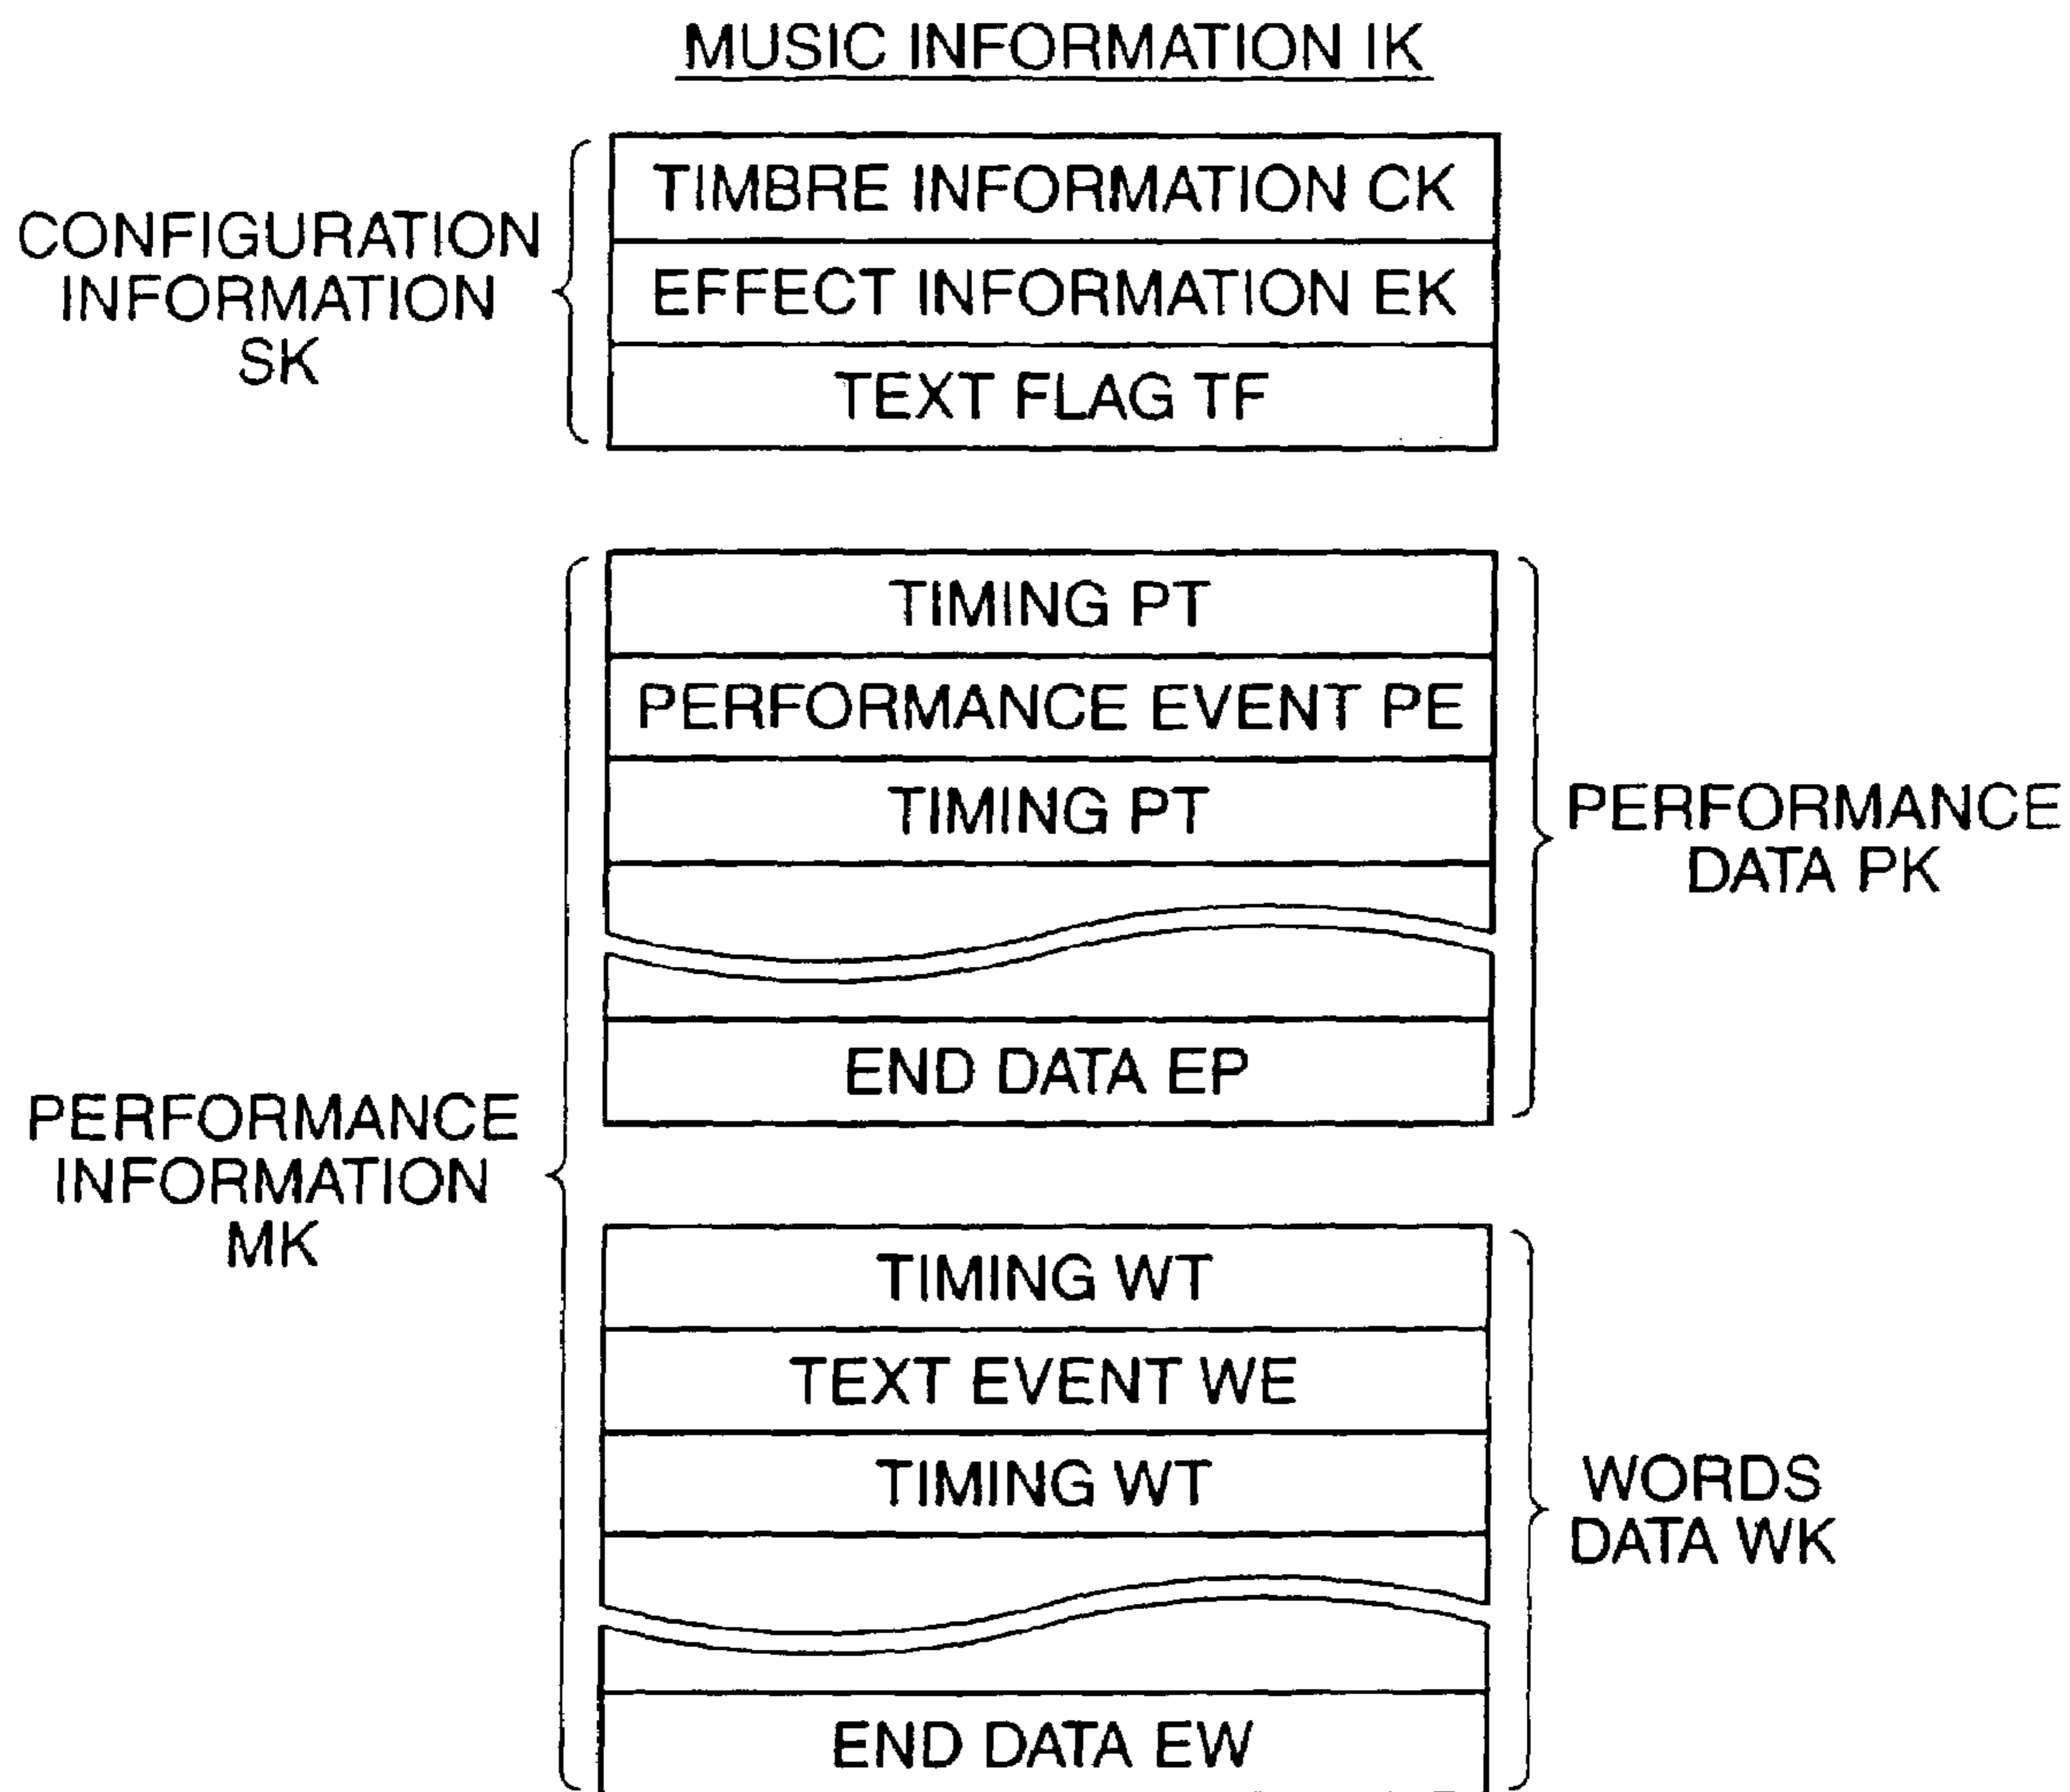 MUSIC INFORMATION IK
CONFIGURATION
INFORMATION
SK
TIMBRE INFORMATION CK
EFFECT INFORMATION EK
TEXT FLAG TF
PERFORMANCE
INFORMATION
MK
TIMING PT
PERFORMANCE EVENT PE
TIMING PT
END DATA EP
PERFORMANCE
DATA PK
TIMING WT
TEXT EVENT WE
TIMING WT
END DATA EW
WORDS
DATA WK